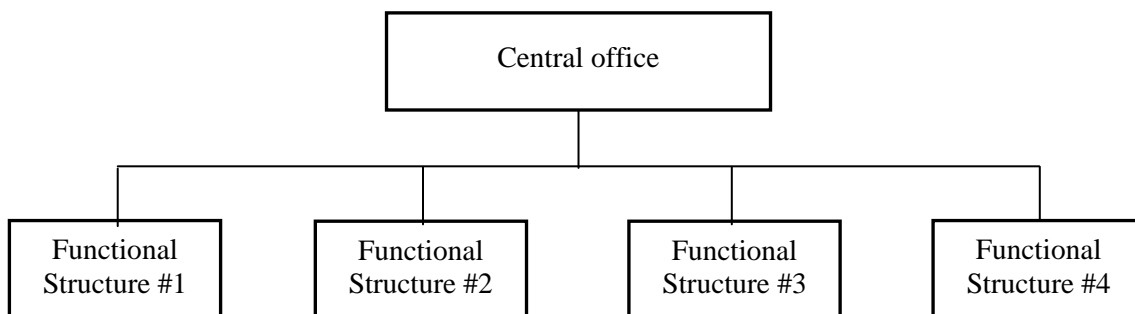 Central office
Functional
Structure #1
Functional
Structure #2
Functional
Structure #3
Functional
Structure #4